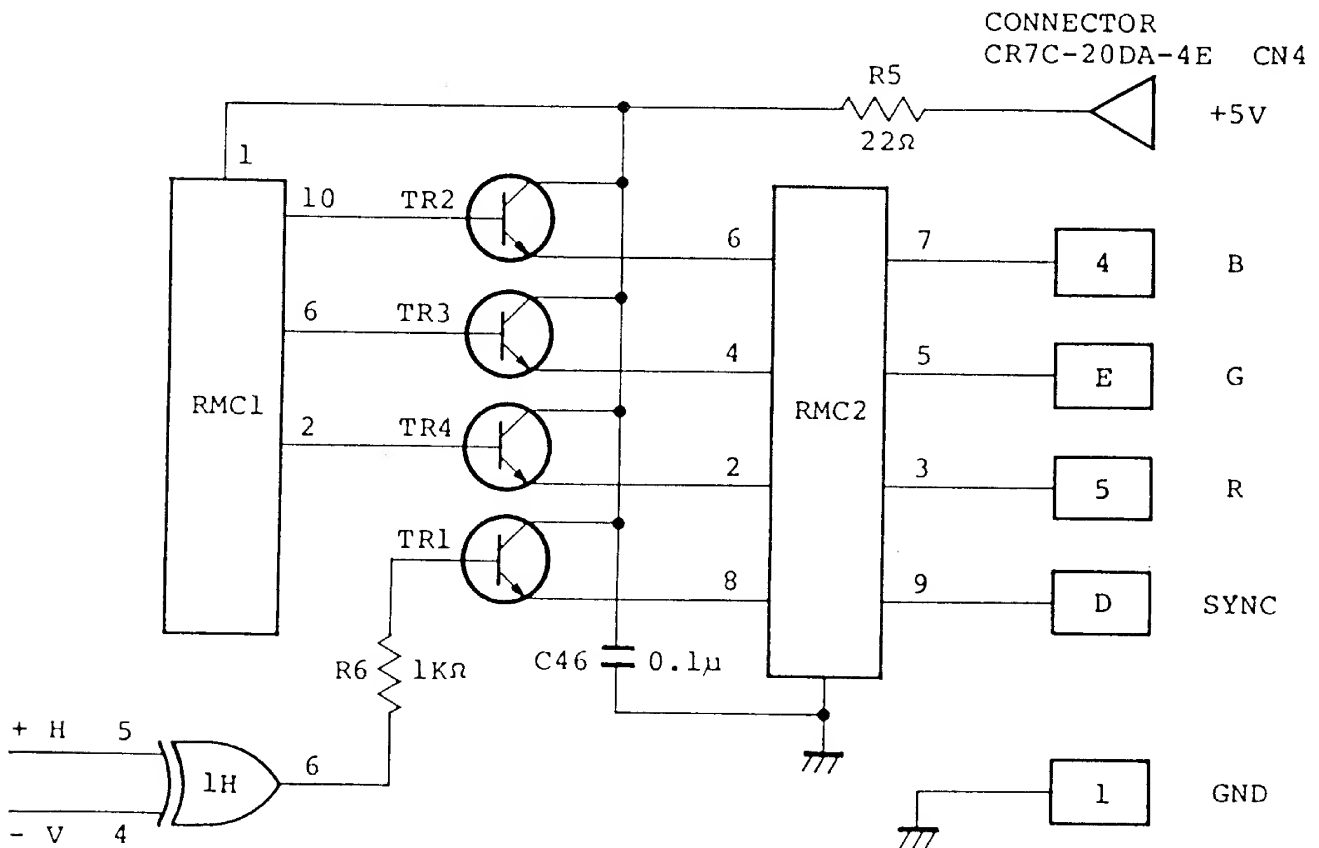 CONNECTOR
CR7C-20DA-4E CN4
R5
22Ω
+5V
1
10
TR2
6
7
4
B
6
TR3
4
5
E
G
RMC1
RMC2
2
TR4
2
3
5
R
TR1
8
9
D
SYNC
R6
1KΩ
C46
0.1µ
+ H 5
1H
6
- V 4
1
GND